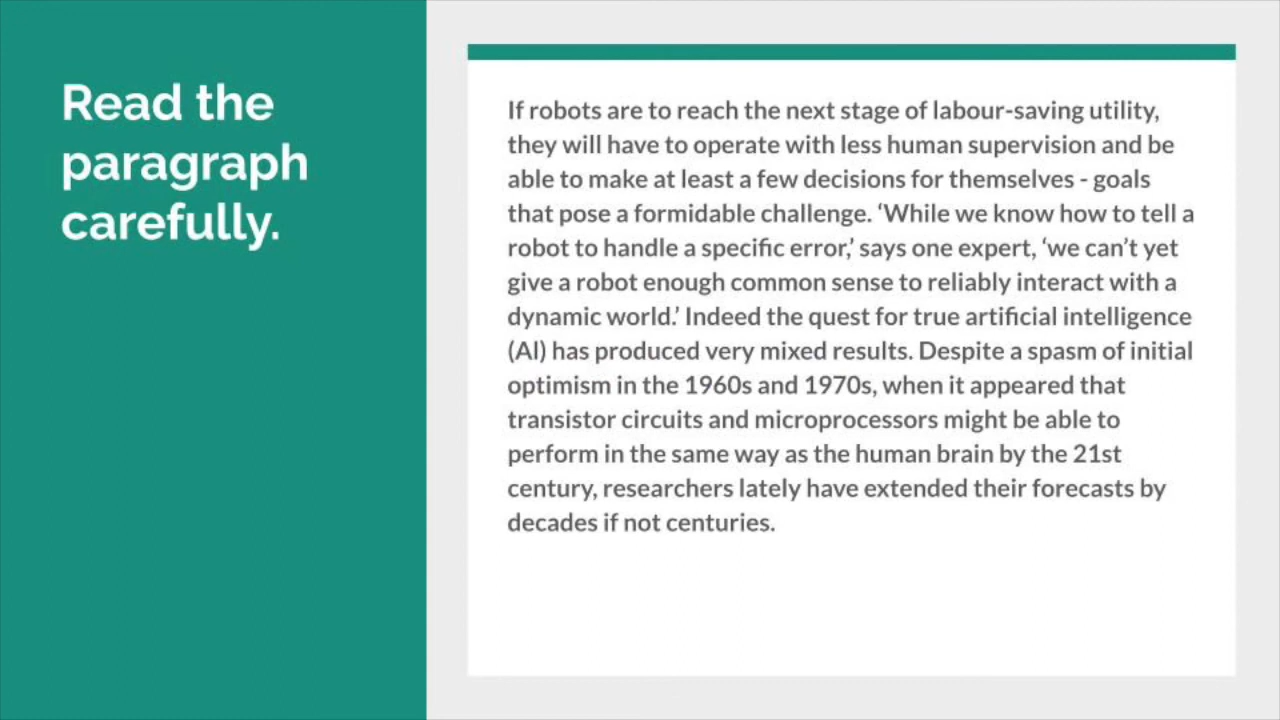 Read the
paragraph
carefully.
If robots are to reach the next stage of labour-saving utility,
they will have to operate with less human supervision and be
able to make at least a few decisions for themselves - goals
that pose a formidable challenge. ‘While we know how to tell a
robot to handle a specific error,’ says one expert, ‘we can’t yet
give a robot enough common sense to reliably interact with a
dynamic world.’ Indeed the quest for true artificial intelligence
(AI) has produced very mixed results. Despite a spasm of initial
optimism in the 1960s and 1970s, when it appeared that
transistor circuits and microprocessors might be able to
perform in the same way as the human brain by the 21st
century, researchers lately have extended their forecasts by
decades if not centuries.